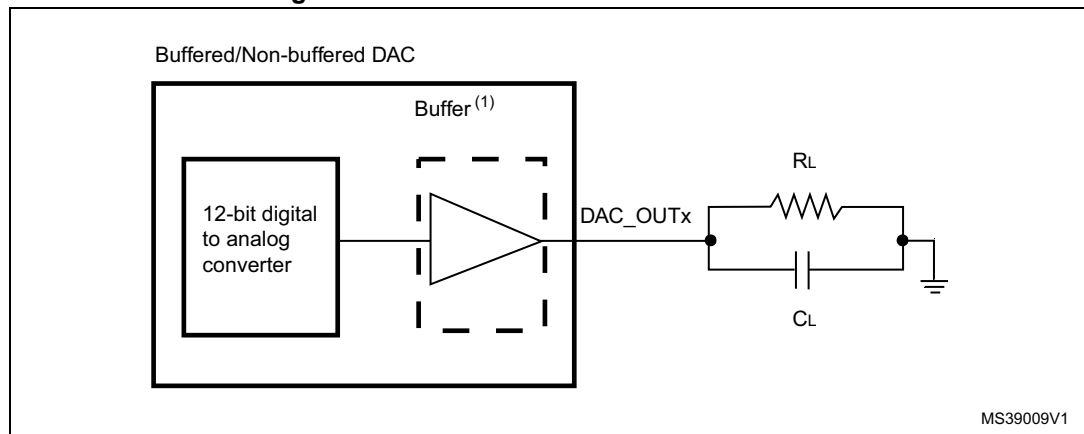 Buffered/Non-buffered DAC
Buffer (1)
12-bit digital
to analog
converter
DAC_OUTx
RL
CL
MS39009V1